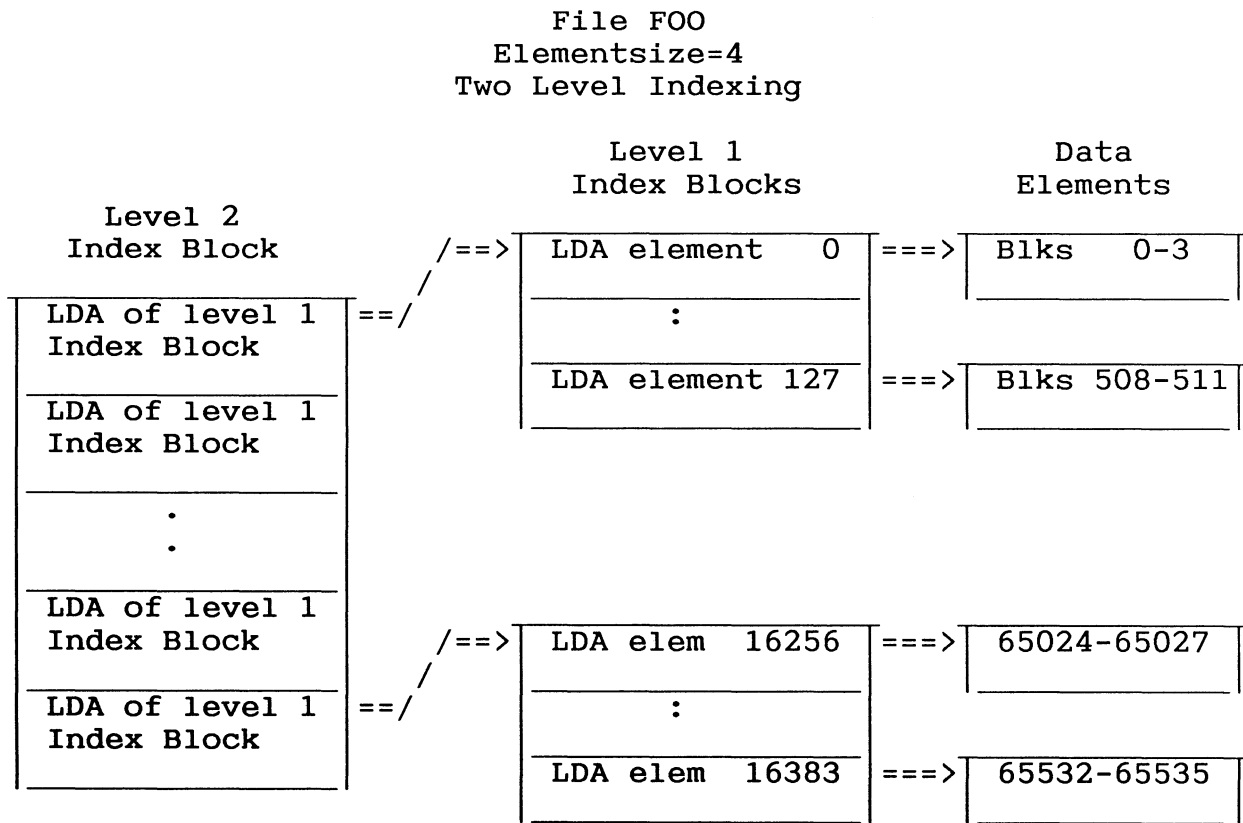 File FOO
Elementsize=4
Two Level Indexing
Level 1
Index Blocks
Data
Elements
Level 2
Index Block
/==>
LDA element 0
===>
Blks 0-3
/
LDA of level 1
Index Block
==/
:
LDA element 127
===>
Blks 508-511
LDA of level 1
Index Block
.
.
LDA of level 1
Index Block
/==>
LDA elem 16256
===>
65024-65027
/
LDA of level 1
Index Block
==/
:
LDA elem 16383
===>
65532-65535